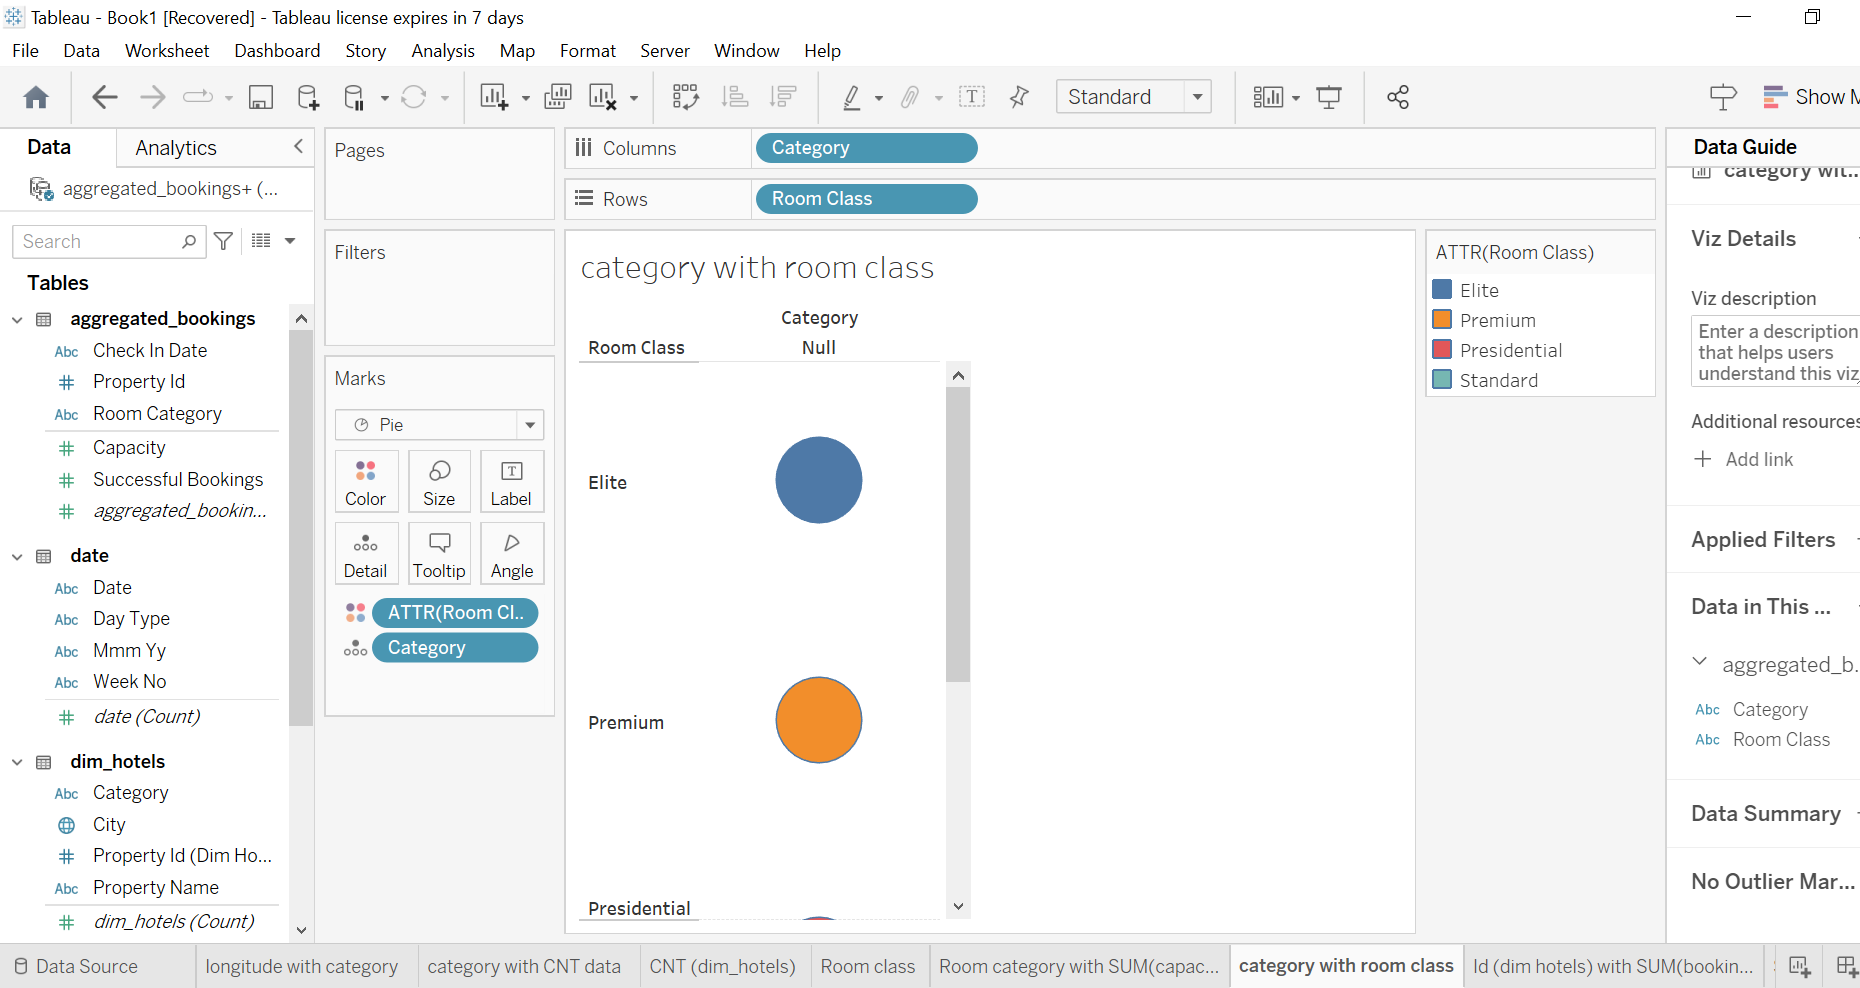 Tableau - Book1 [Recovered] - Tableau license expires in 7 days
File Data Worksheet Dashboard Story Analysis Map Format Server Window Help
Standard
Show M
Data Analytics
aggregated_bookings+ (...
Search
Tables
aggregated_bookings
Abc Check In Date
# Property Id
Abc Room Category
# Capacity
# Successful Bookings
# aggregated_bookin...
date
Abc Date
Abc Day Type
Abc Mmm Yy
Abc Week No
# date (Count)
dim_hotels
Abc Category
City
# Property Id (Dim Ho...
Abc Property Name
# dim_hotels (Count)
Pages
Filters
Marks
Pie
Color Size Label
Detail Tooltip Angle
ATTR(Room Cl..
Category
Columns Category
Rows Room Class
category with room class
Category
Room Class Null
Elite
Premium
Presidential
ATTR(Room Class)
Elite
Premium
Presidential
Standard
Data Guide
category wit...
Viz Details
Viz description
Enter a description
that helps users
understand this viz
Additional resources
Add link
Applied Filters
Data in This ...
aggregated_b.
Abc Category
Abc Room Class
Data Summary
No Outlier Mar...
Data Source longitude with category category with CNT data CNT (dim_hotels) Room class Room category with SUM(capac... category with room class Id (dim hotels) with SUM(bookin...